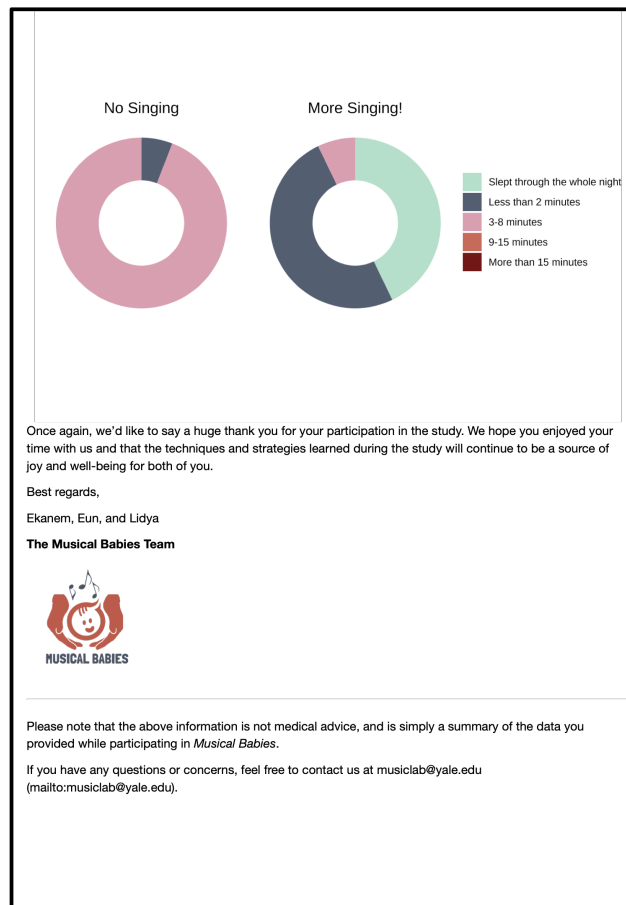 No Singing
More Singing!
Slept through the whole night
Less than 2 minutes
3-8 minutes
9-15 minutes
More than 15 minutes
Once again, we'd like to say a huge thank you for your participation in the study. We hope you enjoyed your
time with us and that the techniques and strategies learned during the study will continue to be a source of
joy and well-being for both of you.
Best regards,
Ekanem, Eun, and Lidya
The Musical Babies Team
MUSICAL BABIES
Please note that the above information is not medical advice, and is simply a summary of the data you
provided while participating in Musical Babies.
If you have any questions or concerns, feel free to contact us at musiclab@yale.edu
(mailto:musiclab@yale.edu).